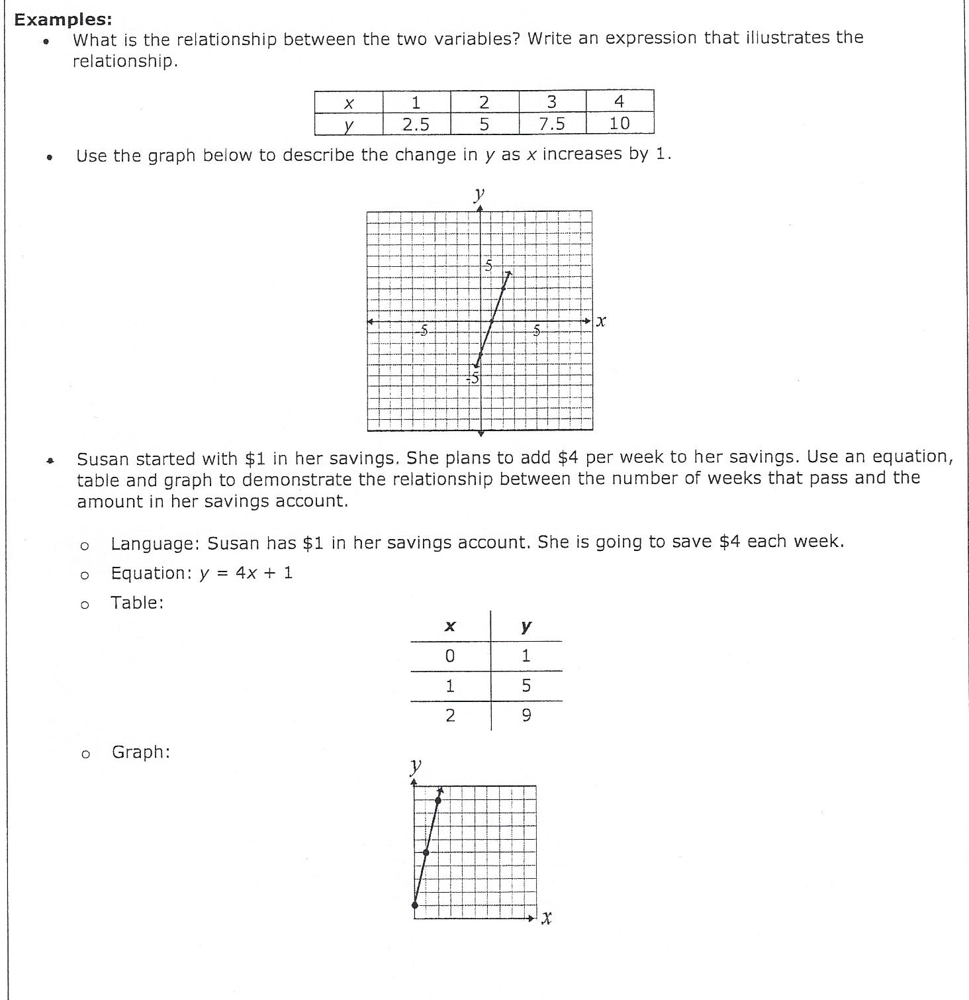 Examples:
• What is the relationship between the two variables? Write an expression that illustrates the
relationship.
x 1 2 3 4
y 2.5 5 7.5 10
• Use the graph below to describe the change in y as x increases by 1.
y
5
x
-5 5
-5
• Susan started with $1 in her savings. She plans to add $4 per week to her savings. Use an equation,
table and graph to demonstrate the relationship between the number of weeks that pass and the
amount in her savings account.
o Language: Susan has $1 in her savings account. She is going to save $4 each week.
o Equation: y = 4x + 1
o Table:
x y
0 1
1 5
2 9
o Graph:
y
x